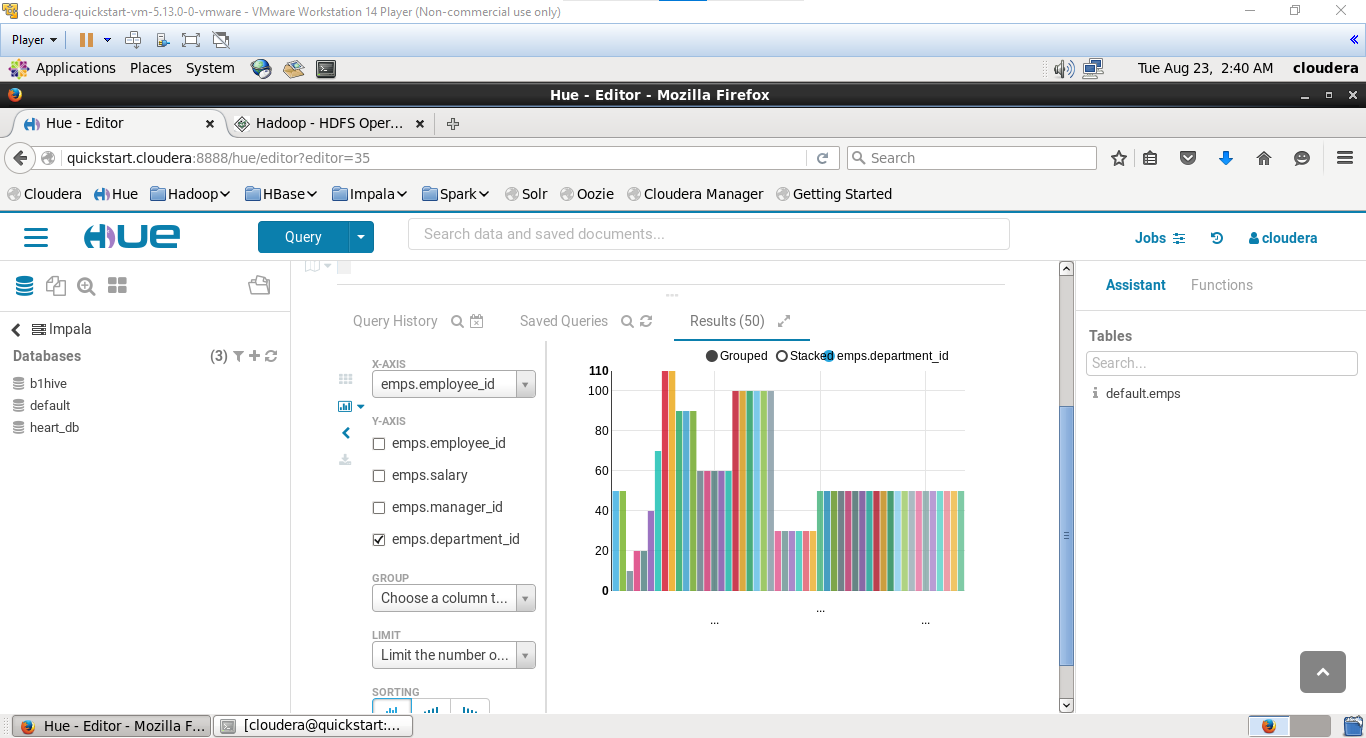 cloudera-quickstart-vm-5.13.0-0-vmware - VMware Workstation 14 Player (Non-commercial use only)
Player
Applications Places System Tue Aug 23, 2:40 AM cloudera
Hue - Editor - Mozilla Firefox
Hue - Editor Hadoop - HDFS Oper...
quickstart.cloudera:8888/hue/editor?editor=35 Search
Cloudera Hue Hadoop HBase Impala Spark Solr Oozie Cloudera Manager Getting Started
HUE Query Search data and saved documents... Jobs cloudera
Assistant Functions
Impala
Databases (3)
b1hive
default
heart_db
Query History Saved Queries Results (50)
X-AXIS
emps.employee_id
Y-AXIS
emps.employee_id
emps.salary
emps.manager_id
emps.department_id
GROUP
Choose a column t...
LIMIT
Limit the number o...
SORTING
Grouped Stacked emps.department_id
110
100
80
60
40
20
0
...
...
...
Tables
Search...
default.emps
Hue - Editor - Mozilla F... [cloudera@quickstart:...